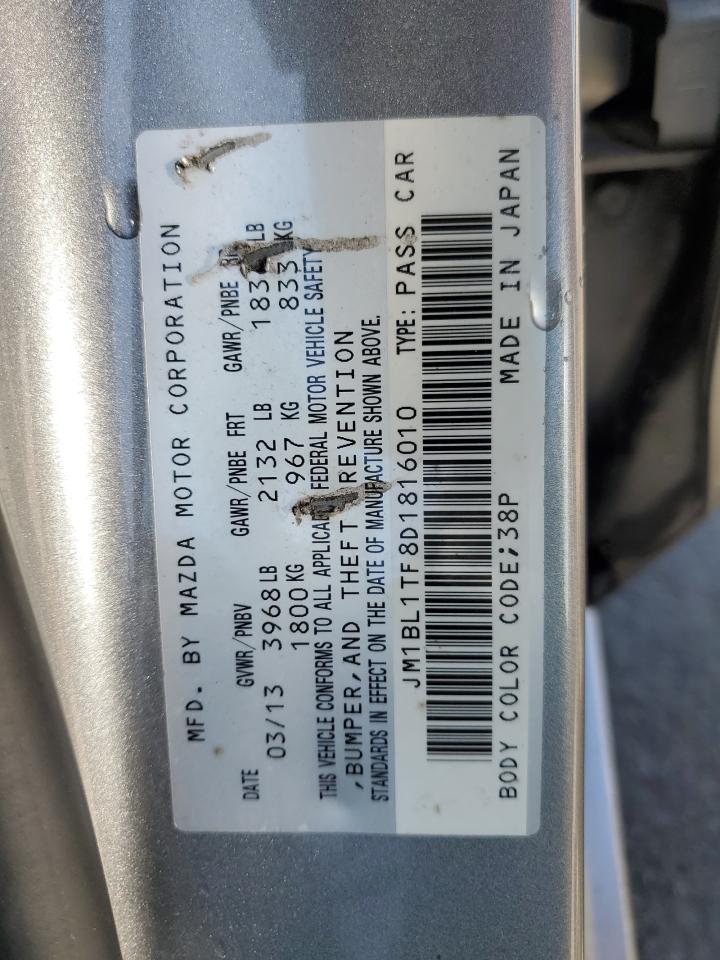 MFD. BY MAZDA MOTOR CORPORATION
DATE GVWR/PNBV GAWR/PNBE FRT GAWR/PNBE
03/13 3968 LB 2132 LB LB
1800 KG 967 KG 833 KG
THIS VEHICLE CONFORMS TO ALL FEDERAL MOTOR VEHICLE SAFETY
,BUMPER,AND THEFT REVENTION
STANDARDS IN EFFECT ON THE DATE OF MANUFACTURE SHOWN ABOVE.
JM1BL1TF8D1816010 TYPE: PASS CAR
BODY COLOR CODE;38P MADE IN JAPAN